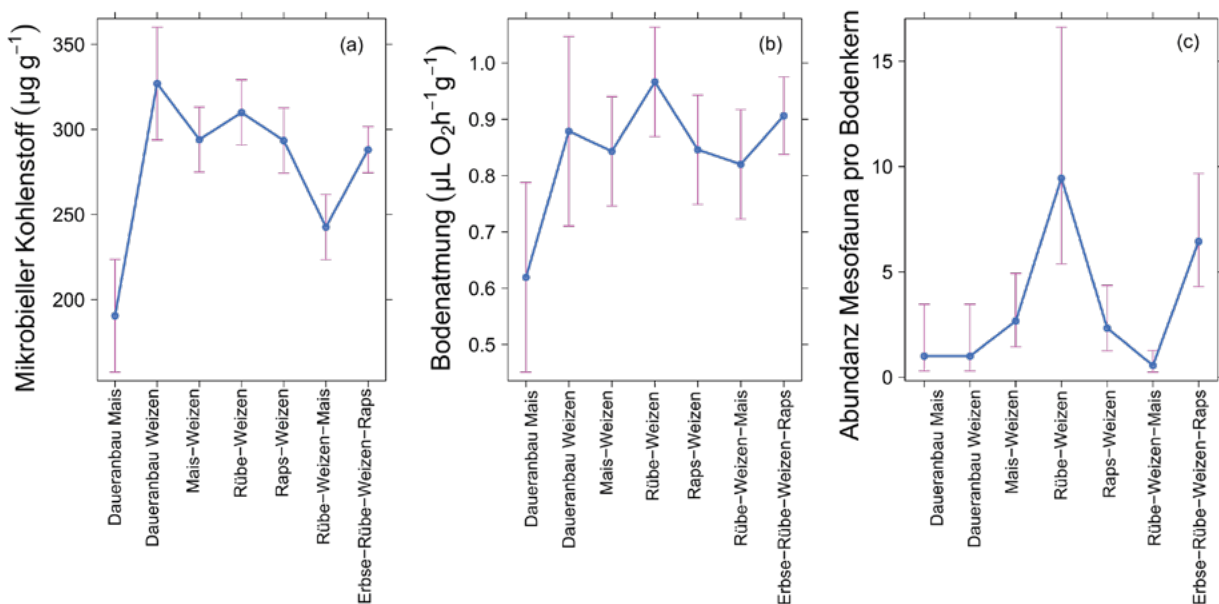 Mikrobieller Kohlenstoff (µg g⁻¹)
350
300
250
200
(a)
Daueranbau Mais
Daueranbau Weizen
Mais−Weizen
Rübe−Weizen
Raps−Weizen
Rübe−Weizen−Mais
Erbse−Rübe−Weizen−Raps
Bodenatmung (µL O₂h⁻¹g⁻¹)
1.0
0.9
0.8
0.7
0.6
0.5
(b)
Daueranbau Mais
Daueranbau Weizen
Mais−Weizen
Rübe−Weizen
Raps−Weizen
Rübe−Weizen−Mais
Erbse−Rübe−Weizen−Raps
Abundanz Mesofauna pro Bodenkern
15
10
5
0
(c)
Daueranbau Mais
Daueranbau Weizen
Mais−Weizen
Rübe−Weizen
Raps−Weizen
Rübe−Weizen−Mais
Erbse−Rübe−Weizen−Raps